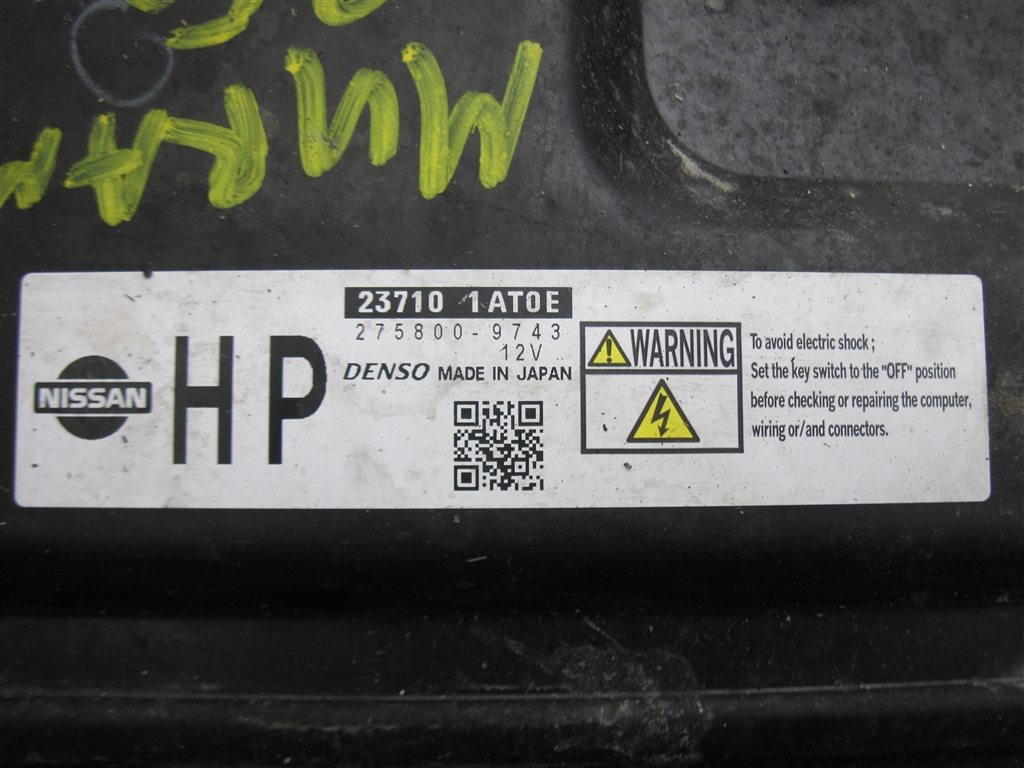 MURAN
23710 1AT0E
275800-9743
12V
DENSO MADE IN JAPAN
NISSAN
HP
WARNING
To avoid electric shock ;
Set the key switch to the "OFF" position
before checking or repairing the computer,
wiring or/and connectors.